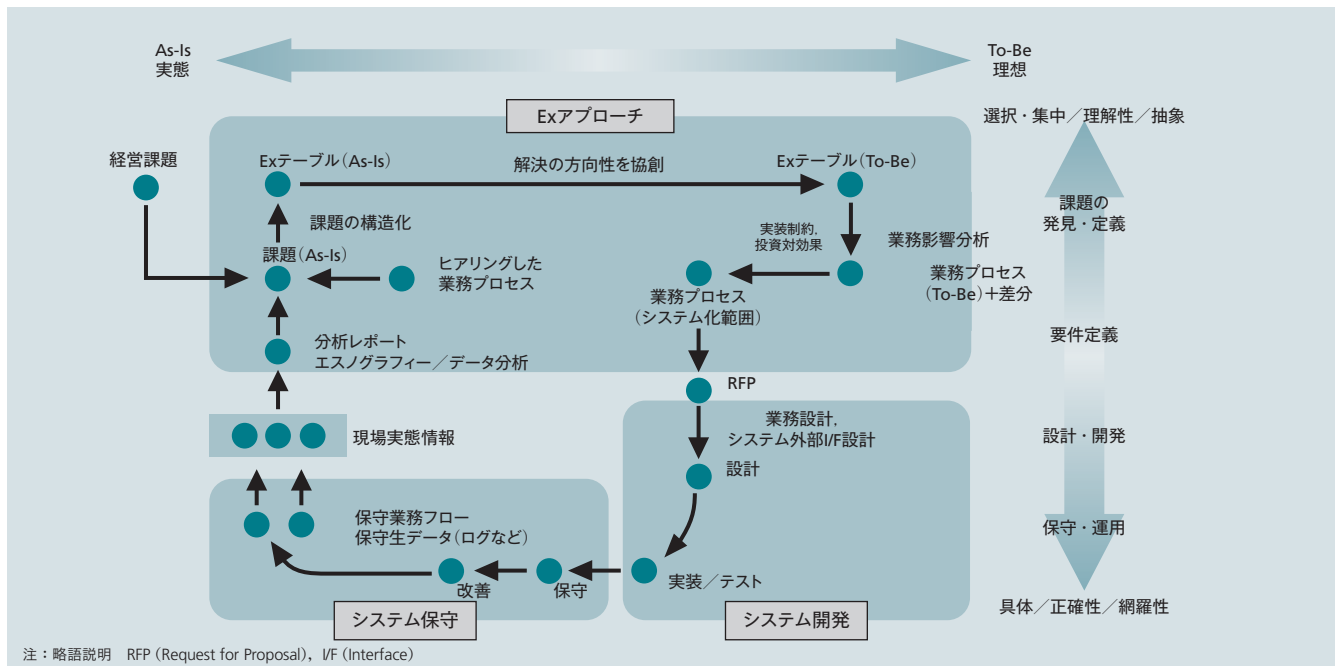 As-Is
実態
To-Be
理想
Exアプローチ
選択・集中／理解性／抽象
経営課題
Exテーブル（As-Is）
解決の方向性を協創
Exテーブル（To-Be）
課題の構造化
実装制約，
投資対効果
業務影響分析
課題の
発見・定義
課題（As-Is）
ヒアリングした
業務プロセス
業務プロセス
（To-Be）＋差分
業務プロセス
（システム化範囲）
要件定義
分析レポート
エスノグラフィー／データ分析
RFP
現場実態情報
業務設計，
システム外部I/F設計
設計・開発
設計
保守業務フロー
保守生データ（ログなど）
保守・運用
改善
保守
実装／テスト
システム保守
システム開発
具体／正確性／網羅性
注：略語説明　RFP（Request for Proposal），I/F（Interface）